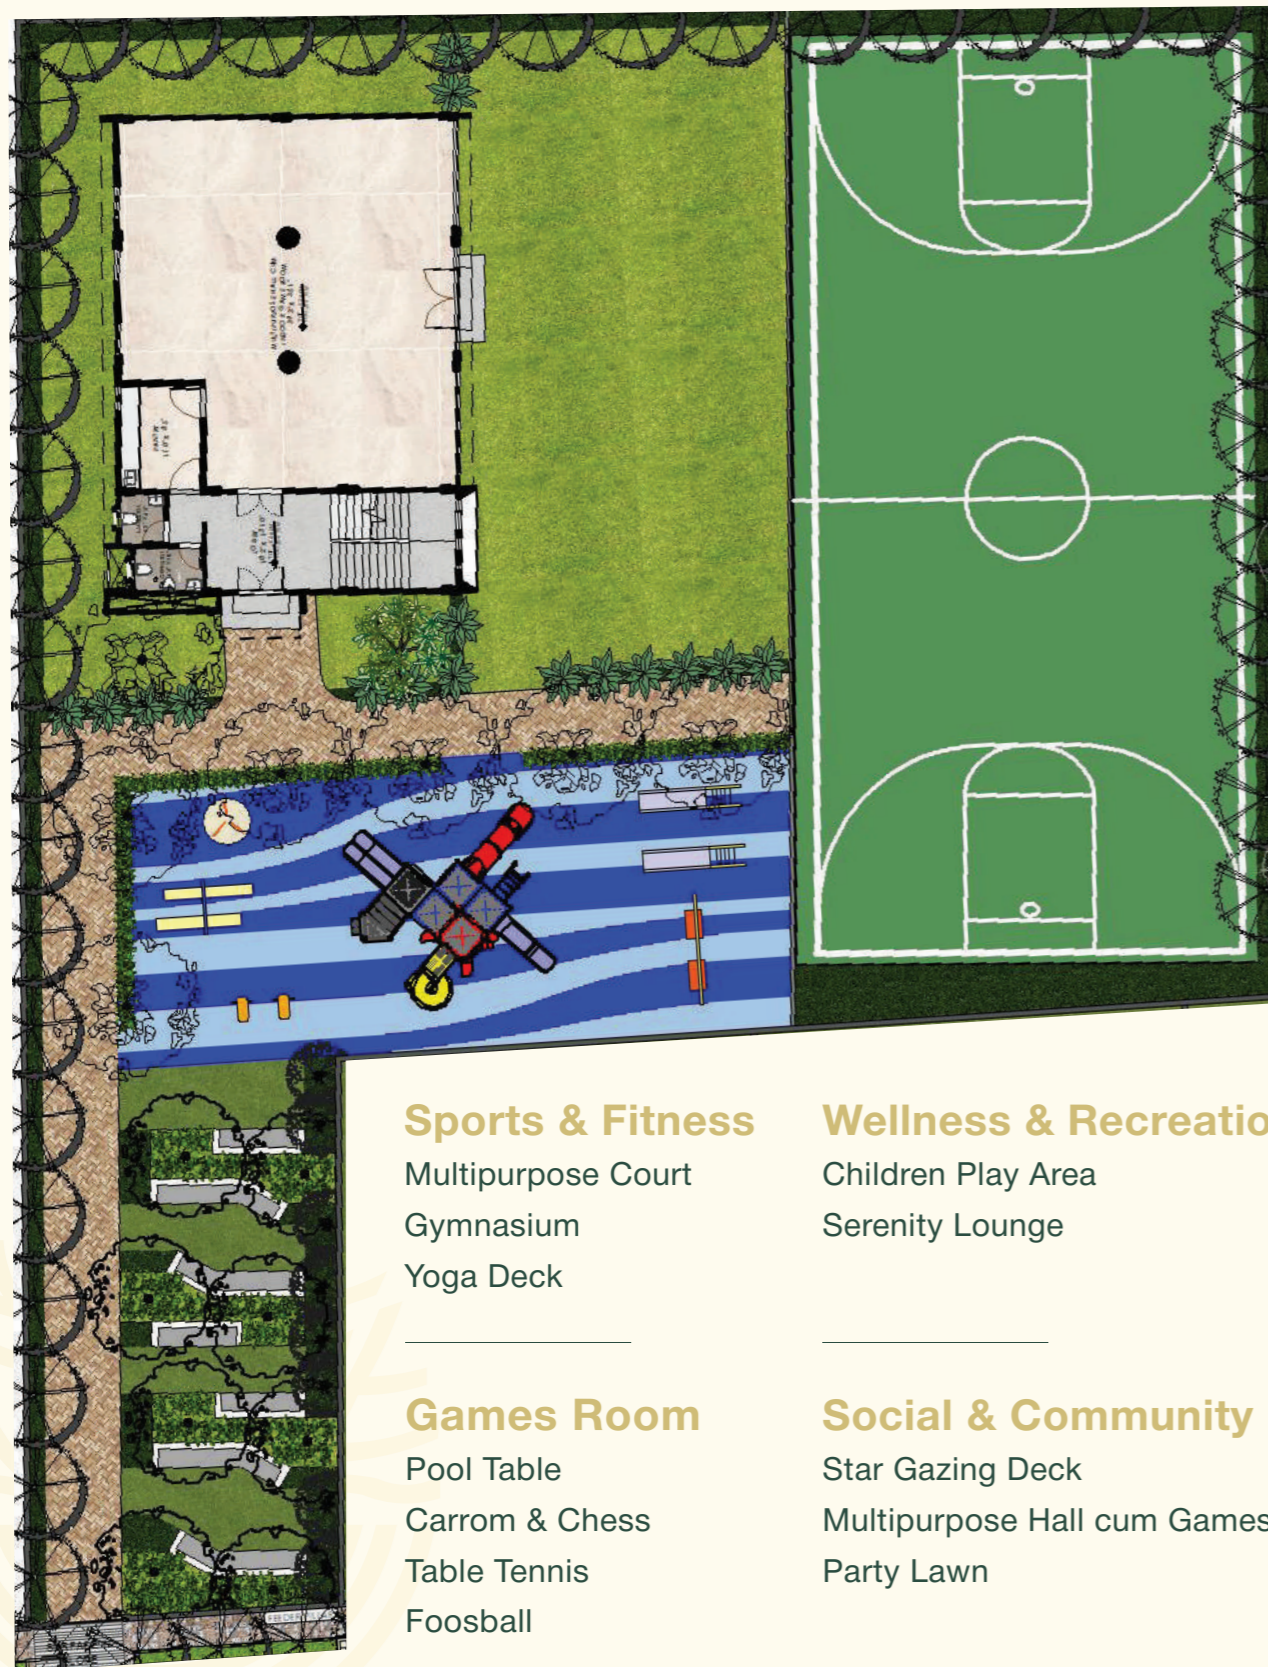 Sports & Fitness
Multipurpose Court
Gymnasium
Yoga Deck
Wellness & Recreatio
Children Play Area
Serenity Lounge
Games Room
Pool Table
Carrom & Chess
Table Tennis
Foosball
Social & Community
Star Gazing Deck
Multipurpose Hall cum Games
Party Lawn